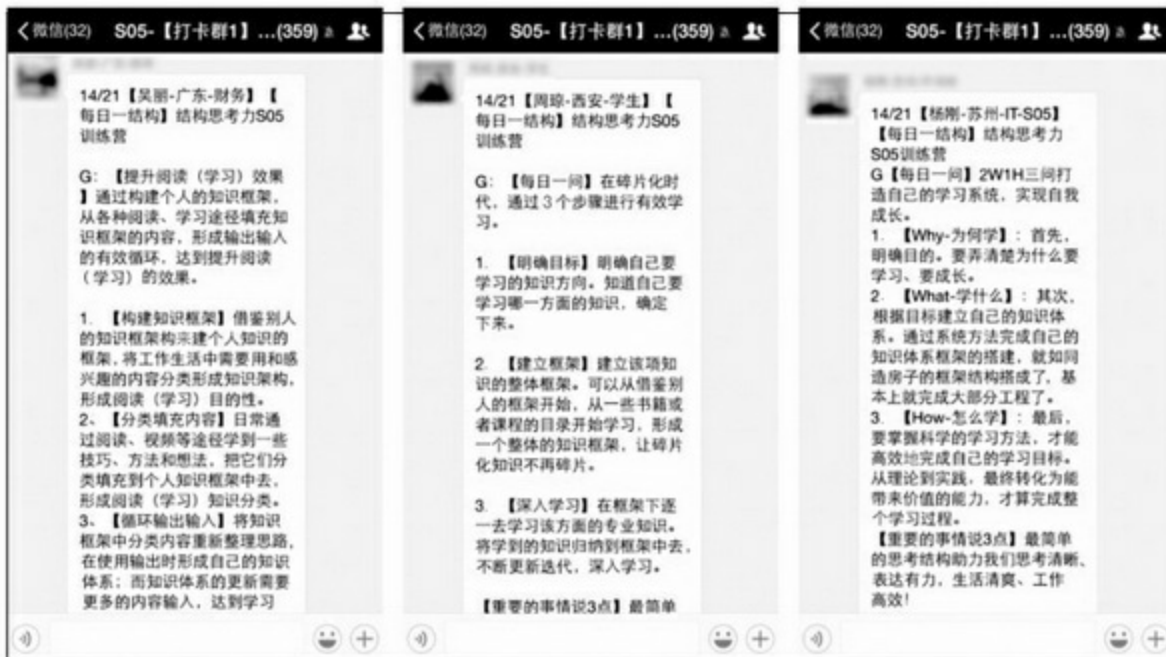 微信(32) S05-【打卡群1】...(359)
14/21【吴丽-广东-财务】【
每日一结构】结构思考力S05
训练营
G：【提升阅读（学习）效果
】通过构建个人的知识框架，
从各种阅读、学习途径填充知
识框架的内容，形成输出输入
的有效循环，达到提升阅读
（学习）的效果。
1. 【构建知识框架】借鉴别人
的知识框架构来建个人知识的
框架，将工作生活中需要用和感
兴趣的内容分类形成知识架构，
形成阅读（学习）目的性。
2、【分类填充内容】日常通
过阅读、视频等途径学到一些
技巧、方法和想法，把它们分
类填充到个人知识框架中去，
形成阅读（学习）知识分类。
3、【循环输出输入】将知识
框架中分类内容重新整理思路，
在使用输出时形成自己的知识
体系；而知识体系的更新需要
更多的内容输入，达到学习
微信(32) S05-【打卡群1】...(359)
14/21【周琼-西安-学生】【
每日一结构】结构思考力S05
训练营
G：【每日一问】在碎片化时
代，通过3个步骤进行有效学
习。
1. 【明确目标】明确自己要
学习的知识方向。知道自己要
学习哪一方面的知识，确定
下来。
2. 【建立框架】建立该项知
识的整体框架。可以从借鉴别
人的框架开始，从一些书籍或
者课程的目录开始学习，形成
一个整体的知识框架，让碎片
化知识不再碎片。
3. 【深入学习】在框架下逐
一去学习该方面的专业知识。
将学到的知识归纳到框架中去，
不断更新迭代，深入学习。
【重要的事情说3点】最简单
微信(32) S05-【打卡群1】...(359)
14/21【杨刚-苏州-IT-S05】
【每日一结构】结构思考力
S05训练营
G【每日一问】2W1H三问打
造自己的学习系统，实现自我
成长。
1. 【Why-为何学】：首先，
明确目的。要弄清楚为什么要
学习、要成长。
2. 【What-学什么】：其次，
根据目标建立自己的知识体
系。通过系统方法完成自己的
知识体系框架的搭建，就如同
造房子的框架结构搭成了，基
本上就完成大部分工程了。
3. 【How-怎么学】：最后，
要掌握科学的学习方法，才能
高效地完成自己的学习目标。
从理论到实践，最终转化为能
带来价值的能力，才算完成整
个学习过程。
【重要的事情说3点】最简单
的思考结构助力我们思考清晰、
表达有力，生活清爽、工作
高效！